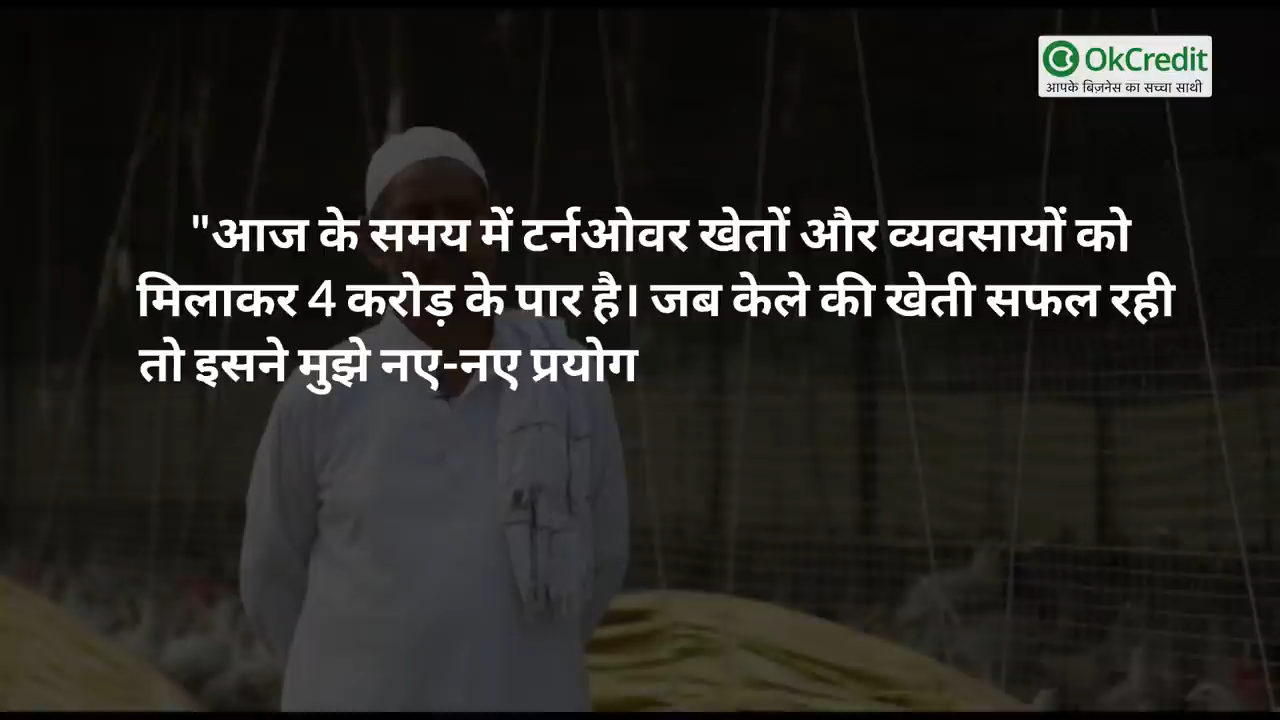 OkCredit
आपके बिज़नेस का सच्चा साथी
"आज के समय में टर्नओवर खेतों और व्यवसायों को
मिलाकर 4 करोड़ के पार है। जब केले की खेती सफल रही
तो इसने मुझे नए-नए प्रयोग